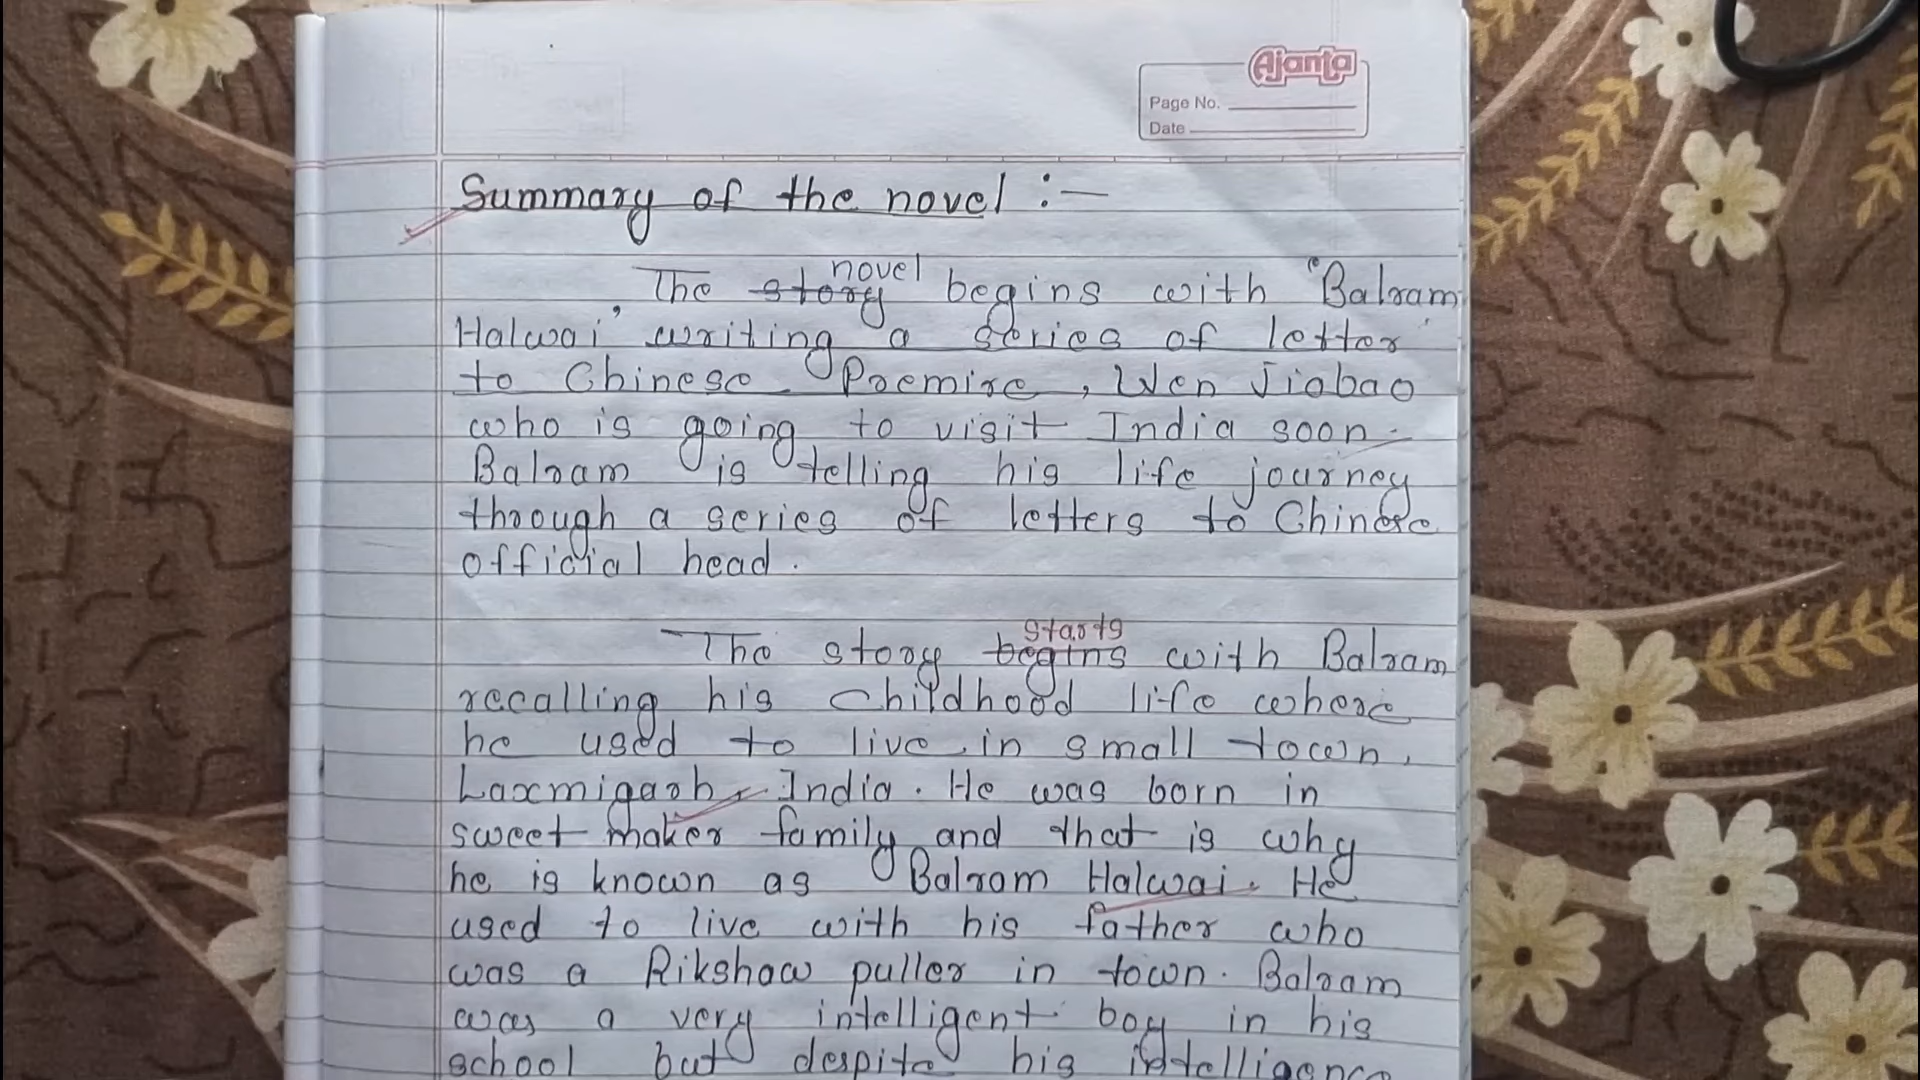 Ajanta
Page No.
Date
Summary of the novel :-
The story novel begins with "Balram
Halwai" writing a series of letter
to Chinese Premire, Wen Jiabao
who is going to visit India soon.
Balram is telling his life journey
through a series of letters to Chinese
official head.
The story begins starts with Balram
recalling his childhood life where
he used to live in small town,
Laxmigarh, India. He was born in
sweet maker family and that is why
he is known as Balram Halwai. He
used to live with his father who
was a Rikshaw puller in town. Balram
was a very intelligent boy in his
school but despite his intelligence